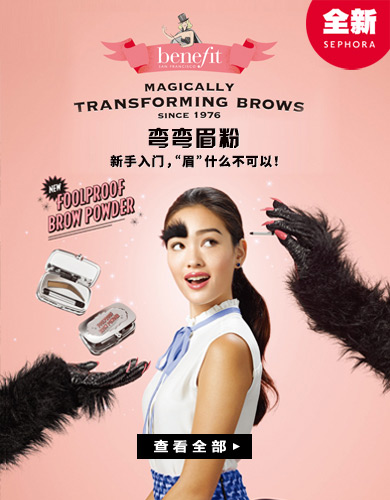 全新
SEPHORA
benefit
SAN FRANCISCO
MAGICALLY
TRANSFORMING BROWS
SINCE 1976
弯弯眉粉
新手入门，“眉”什么不可以！
NEW
FOOLPROOF
BROW POWDER
查看全部